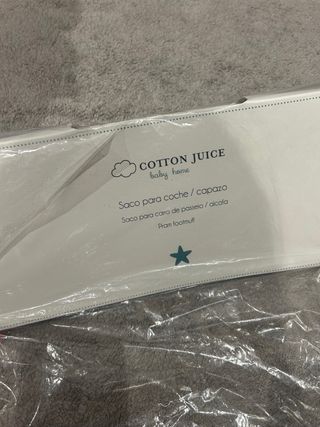 COTTON JUICE
baby home
Saco para coche / capazo
Saco para carro de passeio / alcofa
Pram footmuff